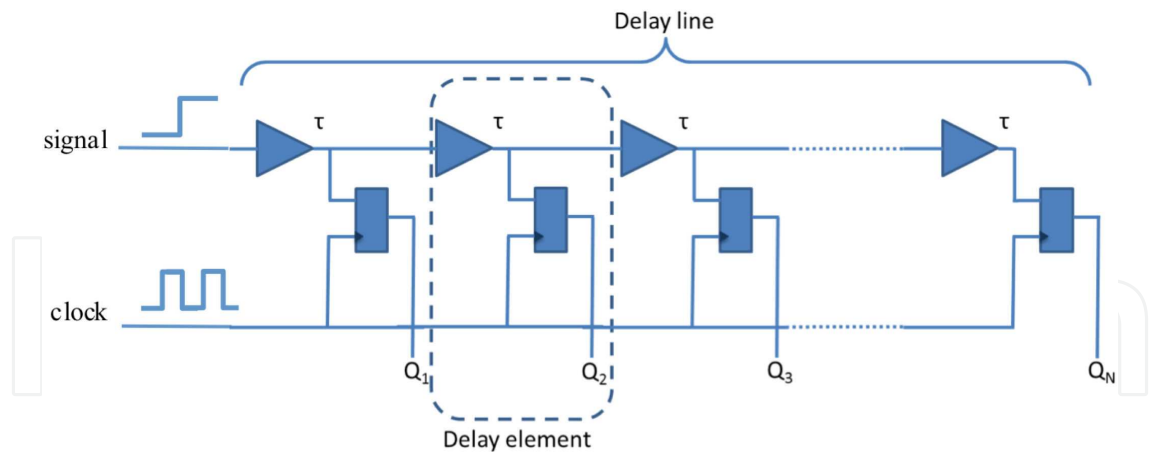 Delay line
τ τ τ τ
signal
clock
Q1 Q2 Q3 QN
Delay element